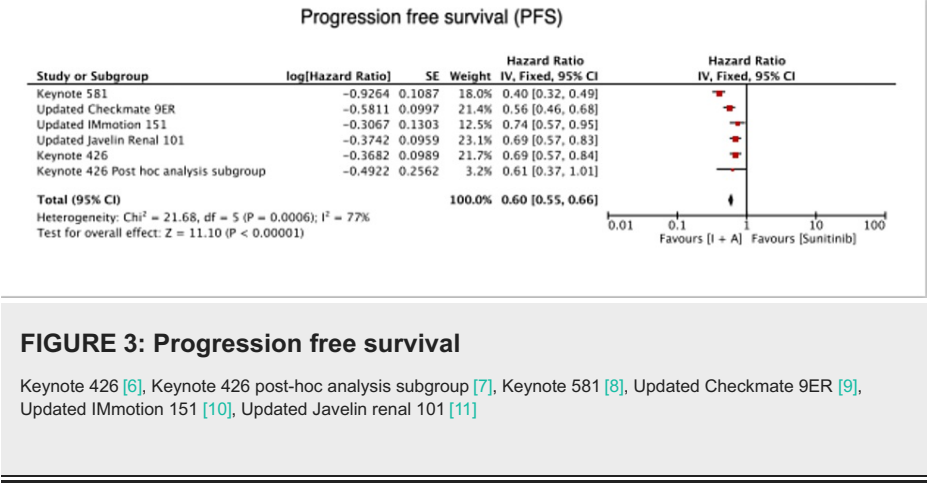 Progression free survival (PFS)
Hazard Ratio Hazard Ratio
Study or Subgroup log[Hazard Ratio] SE Weight IV, Fixed, 95% CI IV, Fixed, 95% CI
Keynote 581 −0.9264 0.1087 18.0% 0.40 [0.32, 0.49]
Updated Checkmate 9ER −0.5811 0.0997 21.4% 0.56 [0.46, 0.68]
Updated IMmotion 151 −0.3067 0.1303 12.5% 0.74 [0.57, 0.95]
Updated Javelin Renal 101 −0.3742 0.0959 23.1% 0.69 [0.57, 0.83]
Keynote 426 −0.3682 0.0989 21.7% 0.69 [0.57, 0.84]
Keynote 426 Post hoc analysis subgroup −0.4922 0.2562 3.2% 0.61 [0.37, 1.01]
Total (95% CI) 100.0% 0.60 [0.55, 0.66]
Heterogeneity: Chi² = 21.68, df = 5 (P = 0.0006); I² = 77%
Test for overall effect: Z = 11.10 (P < 0.00001)
0.01 0.1 1 10 100
Favours [I + A] Favours [Sunitinib]
FIGURE 3: Progression free survival
Keynote 426 [6], Keynote 426 post-hoc analysis subgroup [7], Keynote 581 [8], Updated Checkmate 9ER [9],
Updated IMmotion 151 [10], Updated Javelin renal 101 [11]